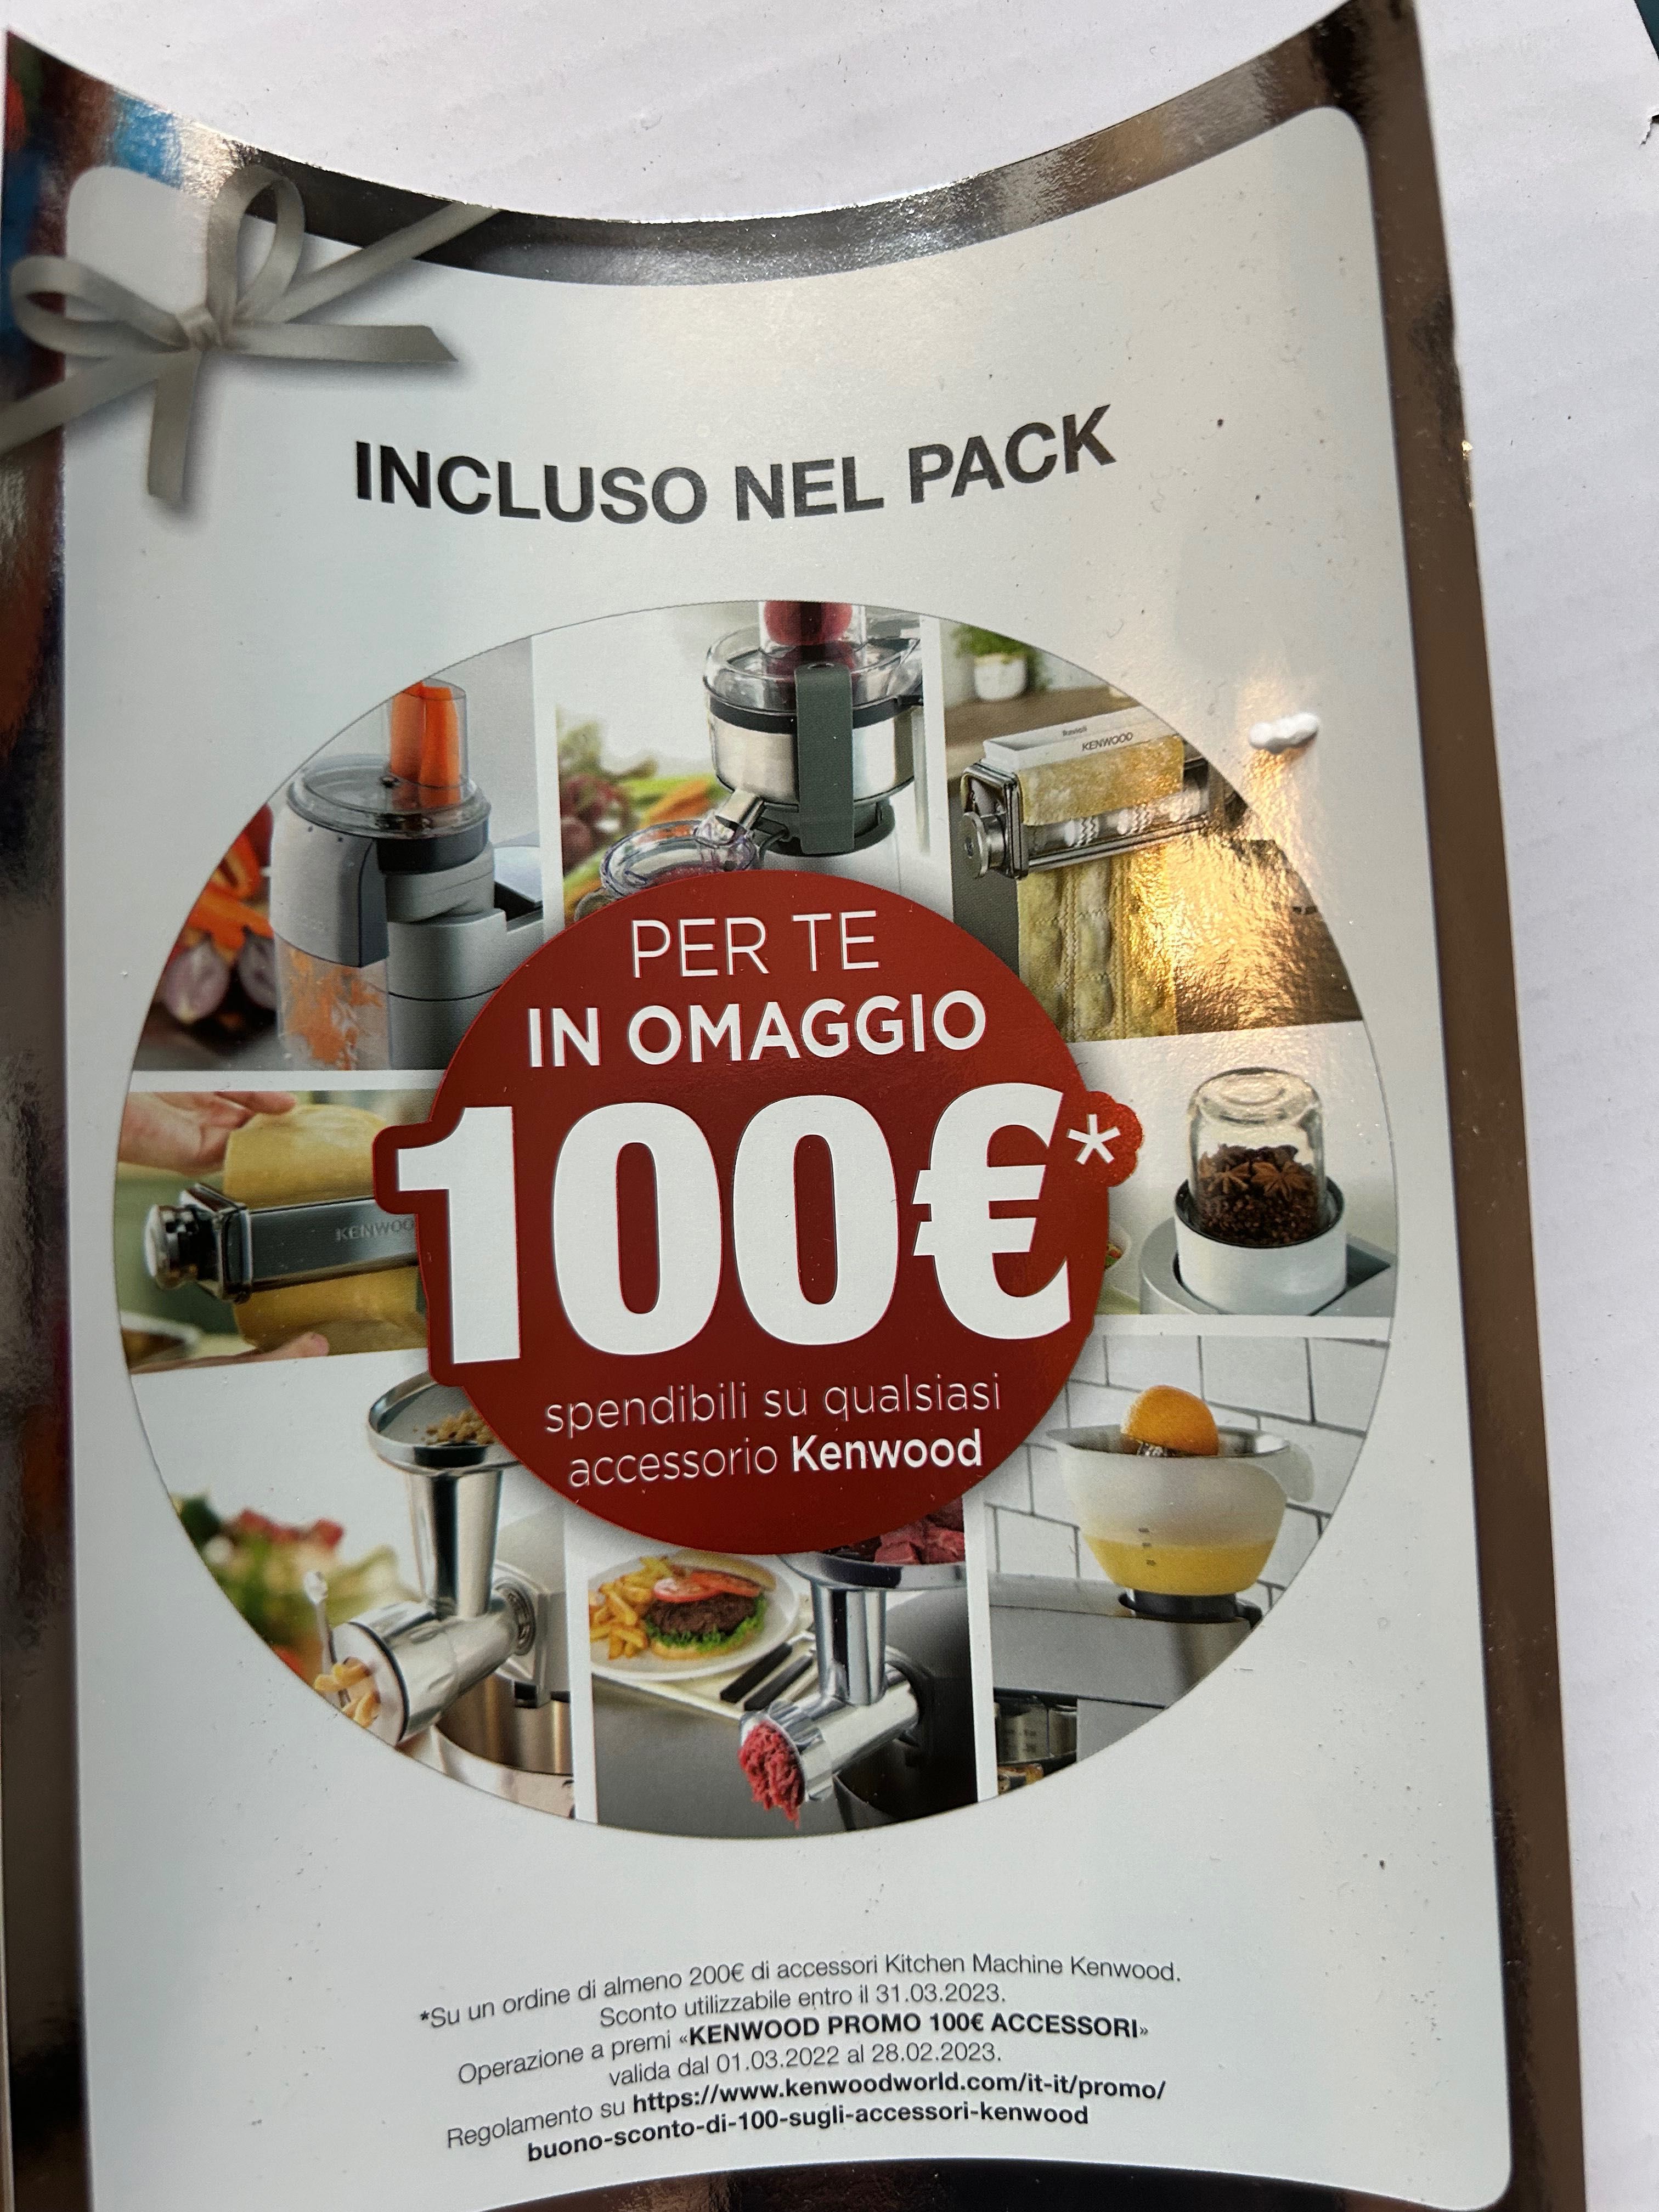 INCLUSO NEL PACK
Ravioli
KENWOOD
PER TE
IN OMAGGIO
100€*
KENWOO
spendibili su qualsiasi
accessorio Kenwood
*Su un ordine di almeno 200€ di accessori Kitchen Machine Kenwood.
Sconto utilizzabile entro il 31.03.2023.
Operazione a premi «KENWOOD PROMO 100€ ACCESSORI»
valida dal 01.03.2022 al 28.02.2023.
Regolamento su https://www.kenwoodworld.com/it-it/promo/
buono-sconto-di-100-sugli-accessori-kenwood